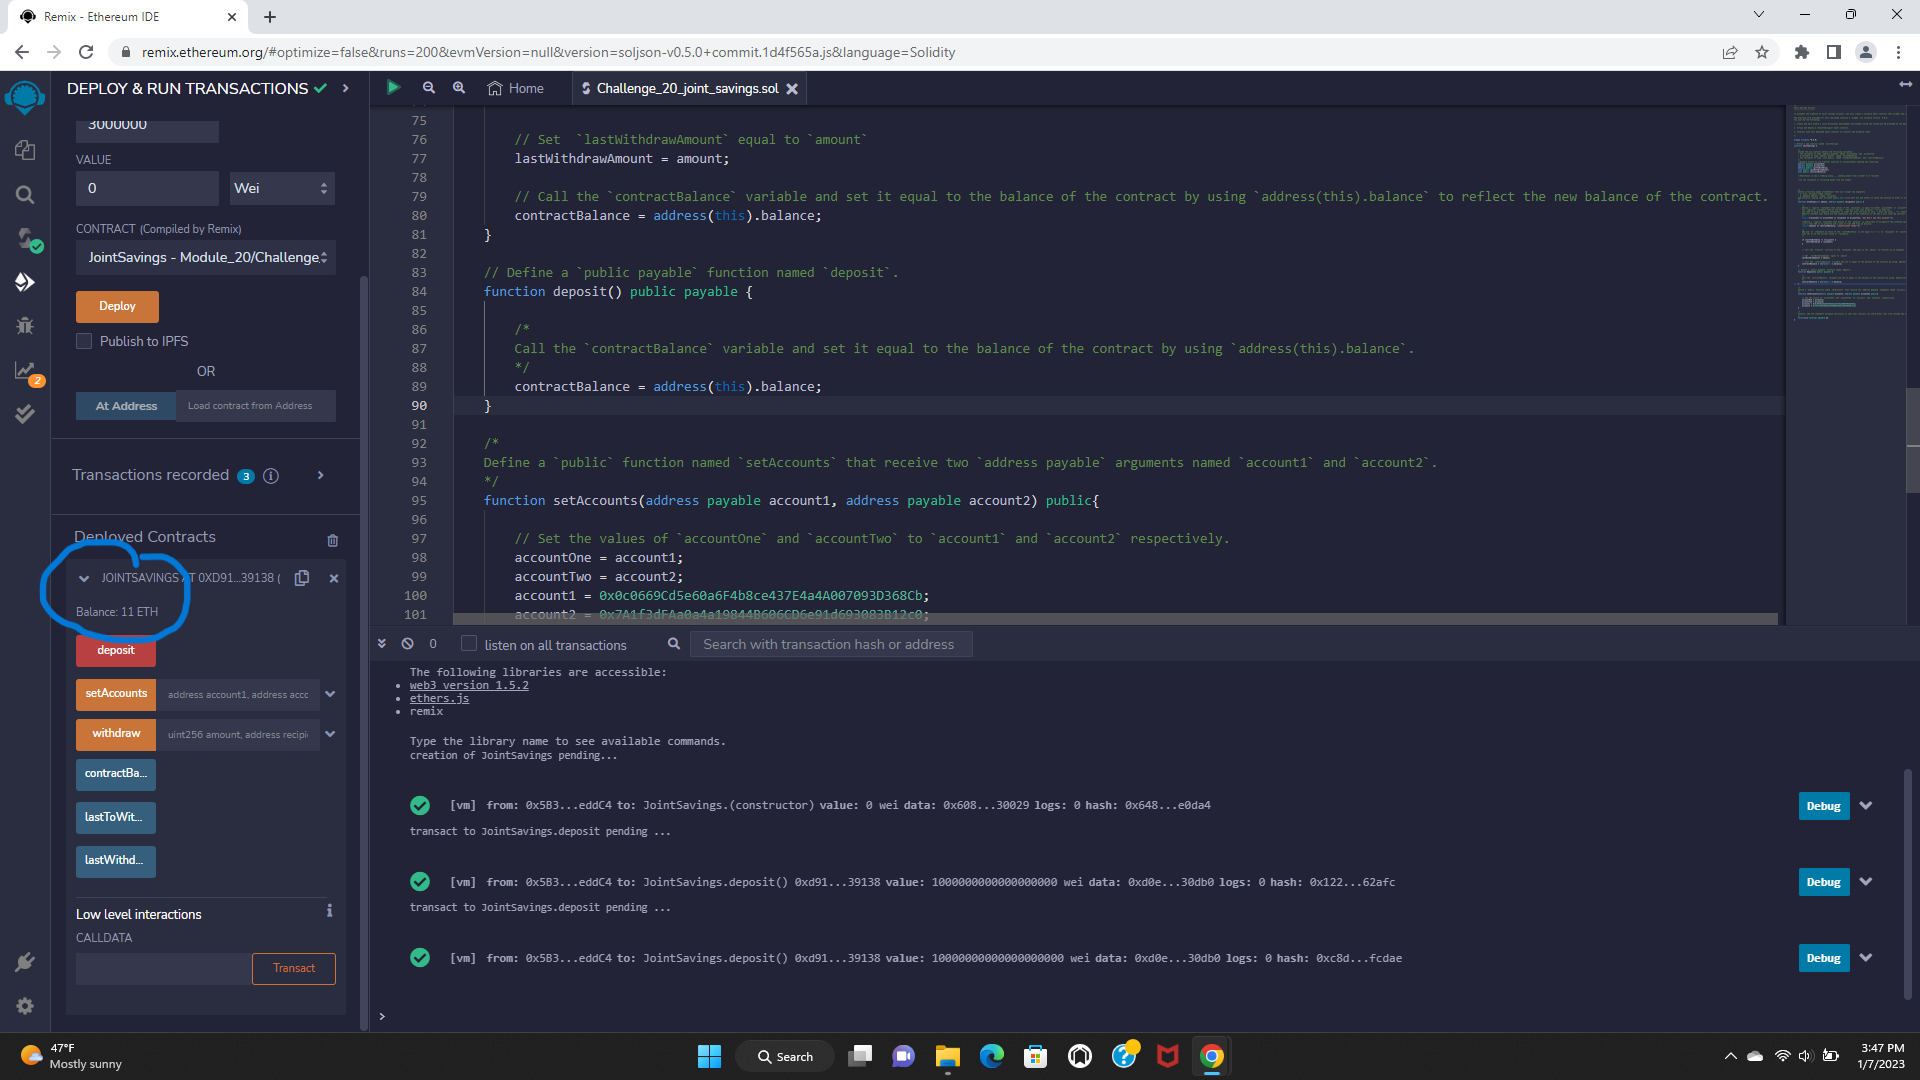 Remix - Ethereum IDE
remix.ethereum.org/#optimize=false&runs=200&evmVersion=null&version=soljson-v0.5.0+commit.1d4f565a.js&language=Solidity
DEPLOY & RUN TRANSACTIONS
3000000
VALUE
0
Wei
CONTRACT (Compiled by Remix)
JointSavings - Module_20/Challenge
Deploy
Publish to IPFS
OR
At Address
Load contract from Address
Transactions recorded 3
Deployed Contracts
JOINTSAVINGS AT 0XD91...39138 (
Balance: 11 ETH
deposit
setAccounts
address account1, address acco
withdraw
uint256 amount, address recipi
contractBa...
lastToWit...
lastWithd...
Low level interactions
CALLDATA
Transact
2
Home
Challenge_20_joint_savings.sol
75
76 // Set  `lastWithdrawAmount` equal to `amount`
77 lastWithdrawAmount = amount;
78
79 // Call the `contractBalance` variable and set it equal to the balance of the contract by using `address(this).balance` to reflect the new balance of the contract.
80 contractBalance = address(this).balance;
81 }
82
83 // Define a `public payable` function named `deposit`.
84 function deposit() public payable {
85
86 /*
87 Call the `contractBalance` variable and set it equal to the balance of the contract by using `address(this).balance`.
88 */
89 contractBalance = address(this).balance;
90 }
91
92 /*
93 Define a `public` function named `setAccounts` that receive two `address payable` arguments named `account1` and `account2`.
94 */
95 function setAccounts(address payable account1, address payable account2) public{
96
97 // Set the values of `accountOne` and `accountTwo` to `account1` and `account2` respectively.
98 accountOne = account1;
99 accountTwo = account2;
100 account1 = 0x0c0669Cd5e60a6F4b8ce437E4a4A007093D368Cb;
101 account2 = 0x7A1f3dFAa0a4a19844B606CD6e91d693083B12c0;
0
listen on all transactions
Search with transaction hash or address
The following libraries are accessible:
web3 version 1.5.2
ethers.js
remix
Type the library name to see available commands.
creation of JointSavings pending...
[vm] from: 0x5B3...eddC4 to: JointSavings.(constructor) value: 0 wei data: 0x608...30029 logs: 0 hash: 0x648...e0da4
Debug
transact to JointSavings.deposit pending ...
[vm] from: 0x5B3...eddC4 to: JointSavings.deposit() 0xd91...39138 value: 1000000000000000000 wei data: 0xd0e...30db0 logs: 0 hash: 0x122...62afc
Debug
transact to JointSavings.deposit pending ...
[vm] from: 0x5B3...eddC4 to: JointSavings.deposit() 0xd91...39138 value: 10000000000000000000 wei data: 0xd0e...30db0 logs: 0 hash: 0xc8d...fcdae
Debug
>
47°F
Mostly sunny
Search
3:47 PM
1/7/2023